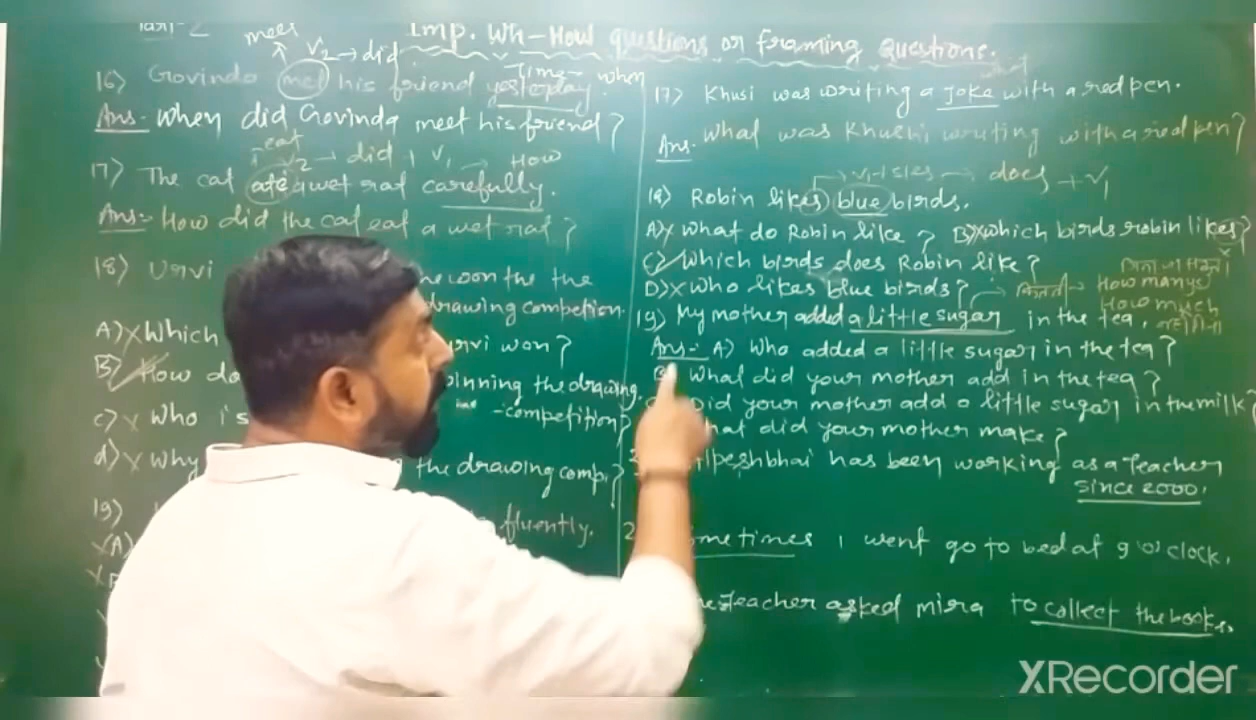 Part-2
Imp. Wh-How questions or framing questions.
meet
V2 → did
Time - when
16) Govinda met his friend yesterday.
Ans:- When did Govinda meet his friend?
eat
V2 → did + V1 → How
17) The cat ate a wet rat carefully.
Ans:- How did the cat eat a wet rat?
18) Urvi
he won the the
drawing competion.
A) x Which
urvi won?
B) How do
winning the drawing
competition?
c) x Who is
d) x why
the drawing comp.?
19)
fluently.
x(A)
what
17) Khusi was writing a joke with a red pen.
Ans. What was Khushi writing with a red pen?
does + V1
18) Robin likes blue birds.
A) x What do Robin like? B) x which birds robin likes?
C) Which birds does Robin like?
D) x Who likes blue birds?
How many
How much
19) My mother added a little sugar in the tea.
Ans:- A) Who added a little sugar in the tea?
B) What did your mother add in the tea?
Did your mother add a little sugar in the milk?
What did your mother make?
lpeshbhai has been working as a teacher
since 2000.
ometimes I went go to bed at 9 o'clock.
he teacher asked mira to collect the books.
XRecorder